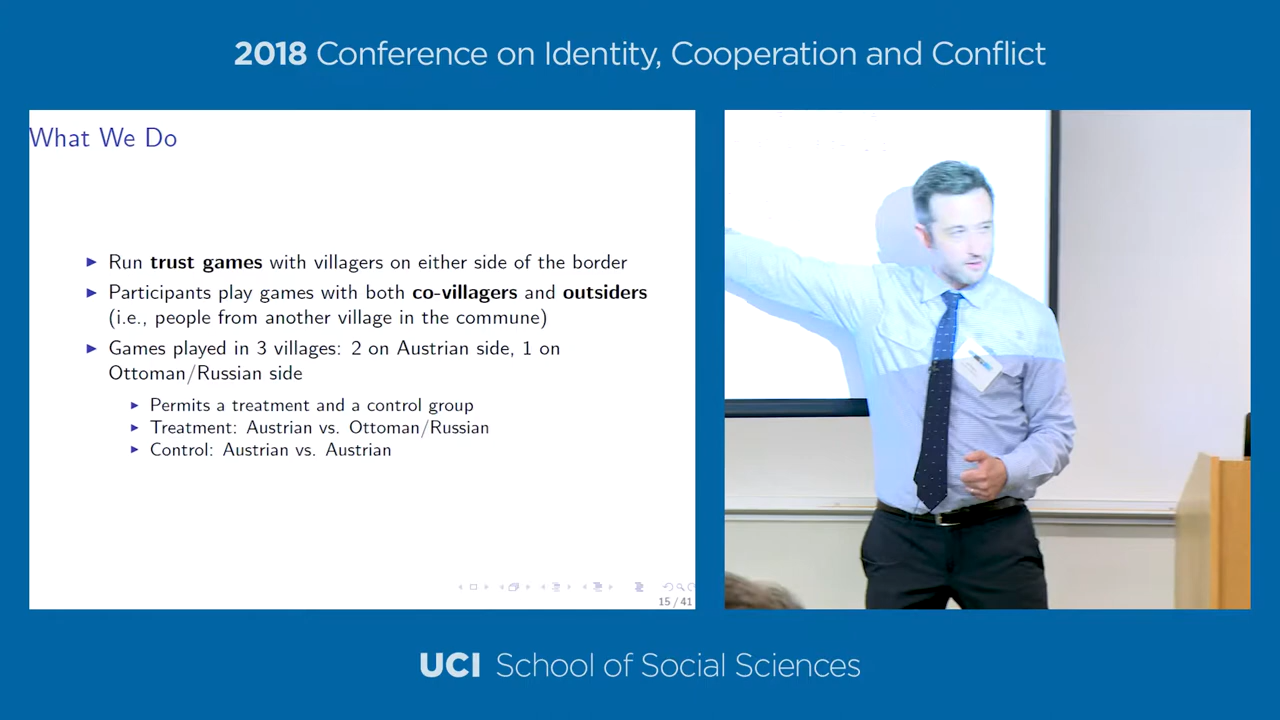 2018 Conference on Identity, Cooperation and Conflict
What We Do
Run trust games with villagers on either side of the border
Participants play games with both co-villagers and outsiders
(i.e., people from another village in the commune)
Games played in 3 villages: 2 on Austrian side, 1 on
Ottoman/Russian side
Permits a treatment and a control group
Treatment: Austrian vs. Ottoman/Russian
Control: Austrian vs. Austrian
15 / 41
UCI School of Social Sciences